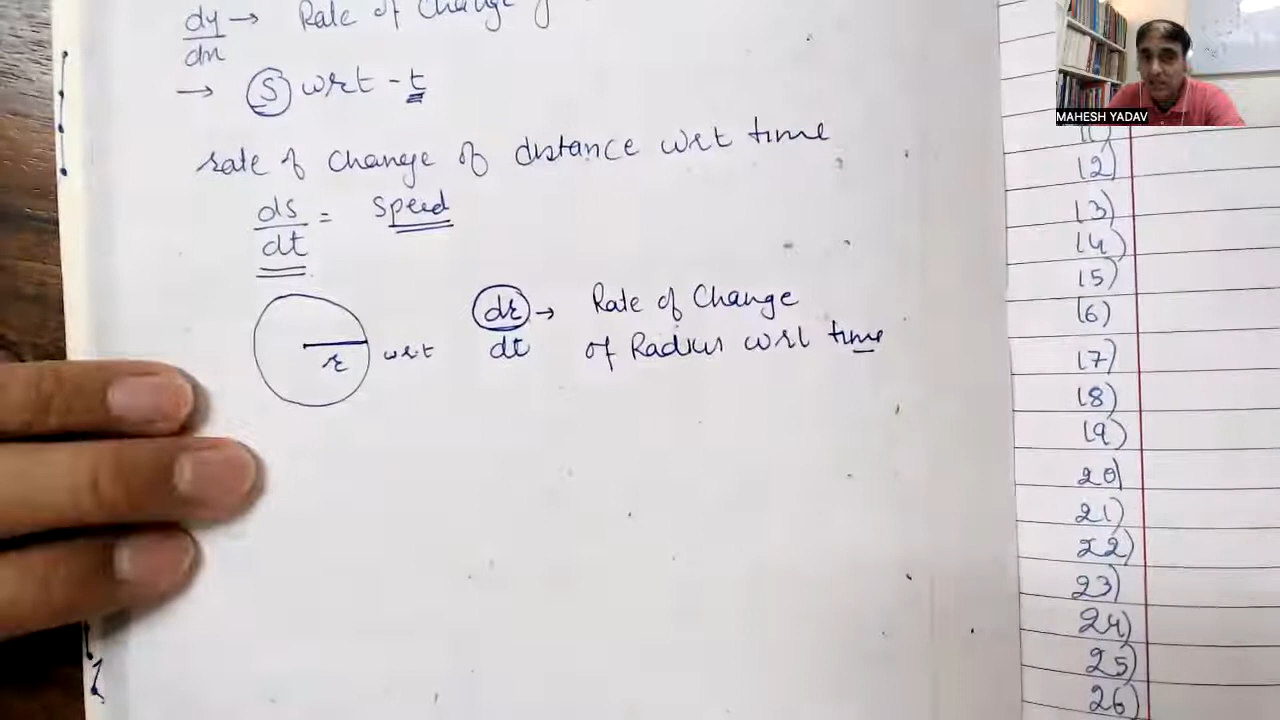 dy → Rate of Change
dx
→ S wrt - t
rate of Change of distance wrt time
ds = Speed
dt
r wrt
dr → Rate of Change
dt of Radius wrt time
MAHESH YADAV
12)
13)
14)
15)
16)
17)
18)
19)
20)
21)
22)
23)
24)
25)
26)